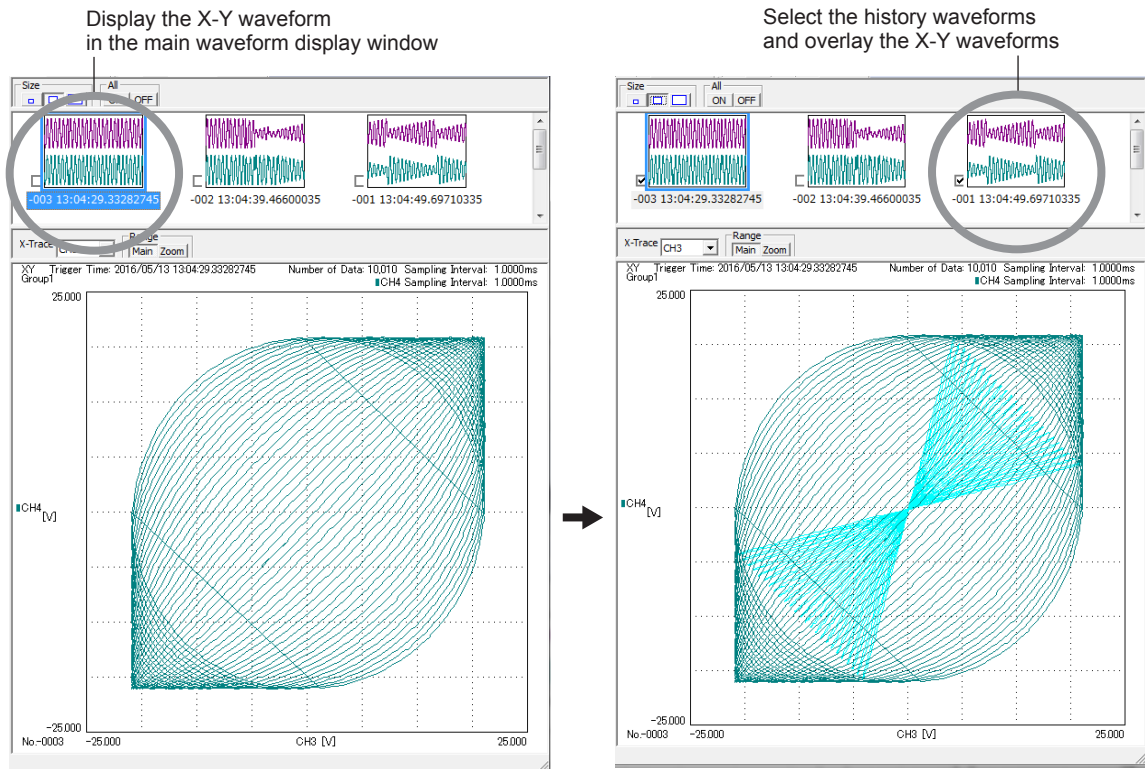 Display the X-Y waveform
in the main waveform display window
Size
All
OFF
-003 13:04:29.33282745
-002 13:04:39.46600035
-001 13:04:49.69710335
X-Trace
Range
Main Zoom
XY Trigger Time: 2016/05/13 13:04:29.33282745 Number of Data: 10,010 Sampling Interval: 1.0000ms
Group1
CH4 Sampling Interval: 1.0000ms
25.000
CH4
[V]
-25.000
No.-0003 -25.000 CH3 [V] 25.000
Select the history waveforms
and overlay the X-Y waveforms
Size
All
ON OFF
-003 13:04:29.33282745
-002 13:04:39.46600035
-001 13:04:49.69710335
X-Trace CH3
Range
Main Zoom
XY Trigger Time: 2016/05/13 13:04:29.33282745 Number of Data: 10,010 Sampling Interval: 1.0000ms
Group1
CH4 Sampling Interval: 1.0000ms
25.000
CH4
[V]
-25.000
No.-0003 -25.000 CH3 [V] 25.000